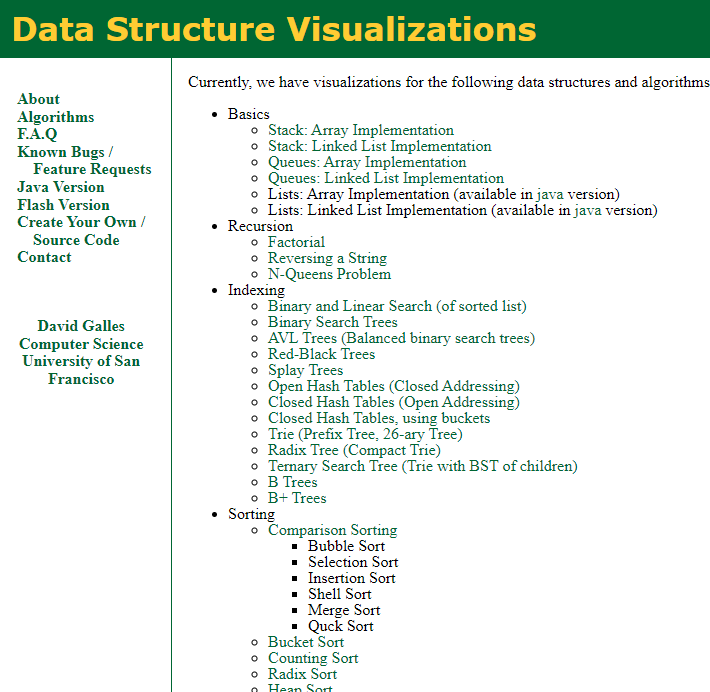 Data Structure Visualizations
About
Algorithms
F.A.Q
Known Bugs /
Feature Requests
Java Version
Flash Version
Create Your Own /
Source Code
Contact
David Galles
Computer Science
University of San
Francisco
Currently, we have visualizations for the following data structures and algorithms
Basics
Stack: Array Implementation
Stack: Linked List Implementation
Queues: Array Implementation
Queues: Linked List Implementation
Lists: Array Implementation (available in java version)
Lists: Linked List Implementation (available in java version)
Recursion
Factorial
Reversing a String
N-Queens Problem
Indexing
Binary and Linear Search (of sorted list)
Binary Search Trees
AVL Trees (Balanced binary search trees)
Red-Black Trees
Splay Trees
Open Hash Tables (Closed Addressing)
Closed Hash Tables (Open Addressing)
Closed Hash Tables, using buckets
Trie (Prefix Tree, 26-ary Tree)
Radix Tree (Compact Trie)
Ternary Search Tree (Trie with BST of children)
B Trees
B+ Trees
Sorting
Comparison Sorting
Bubble Sort
Selection Sort
Insertion Sort
Shell Sort
Merge Sort
Quck Sort
Bucket Sort
Counting Sort
Radix Sort
Heap Sort